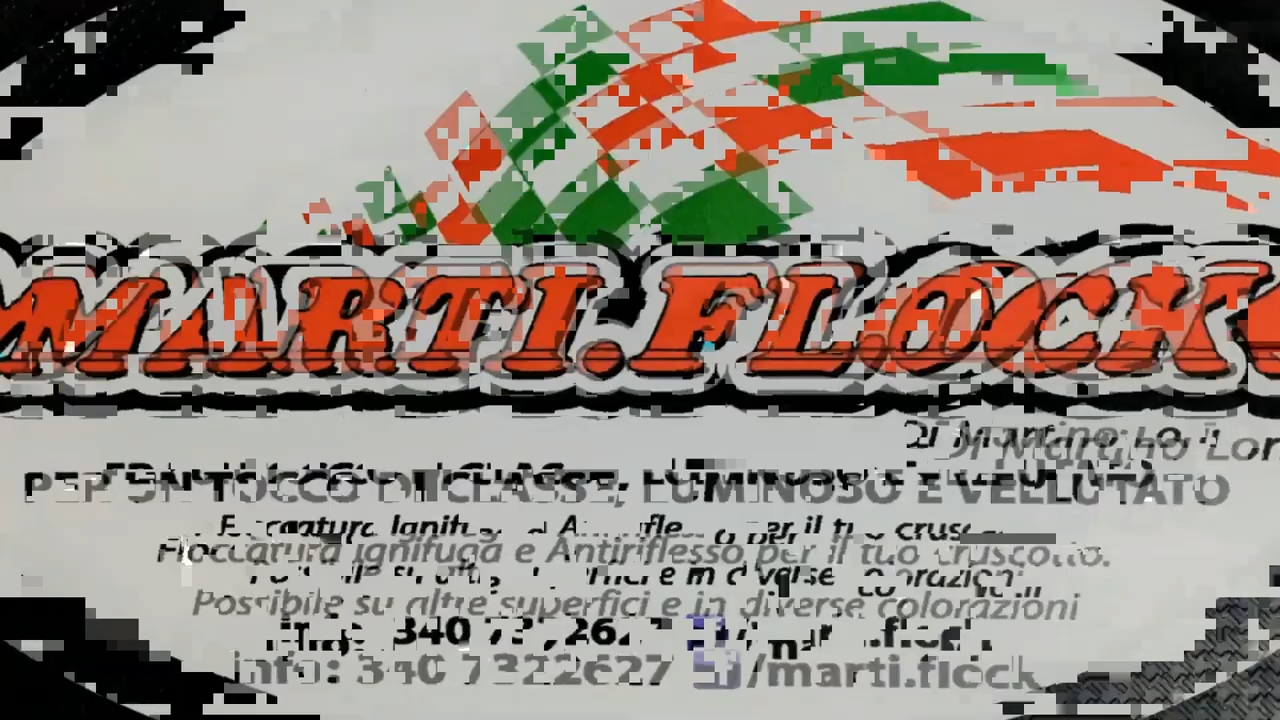 MARTI.FLOCK
Di Martino Lo
PER UN TOCCO DI CLASSE, LUMINOSO E VELLUTATO
Floccatura ignifuga e Antiriflesso per il tuo cruscotto.
Possibile su altre superfici e in diverse colorazioni
info: 340 7322627 f/marti.flock